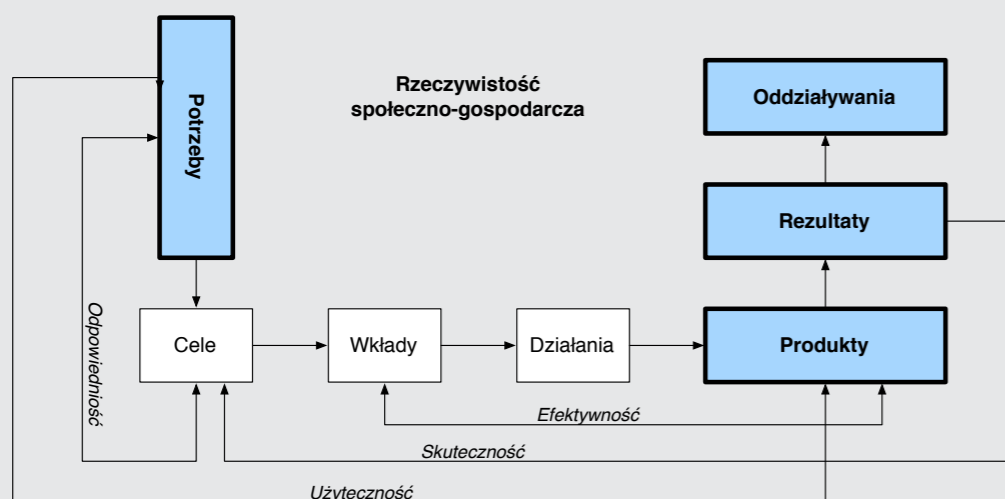 Potrzeby
Rzeczywistość
społeczno-gospodarcza
Oddziaływania
Rezultaty
Odpowiedniość
Cele
Wkłady
Działania
Produkty
Efektywność
Skuteczność
Użyteczność